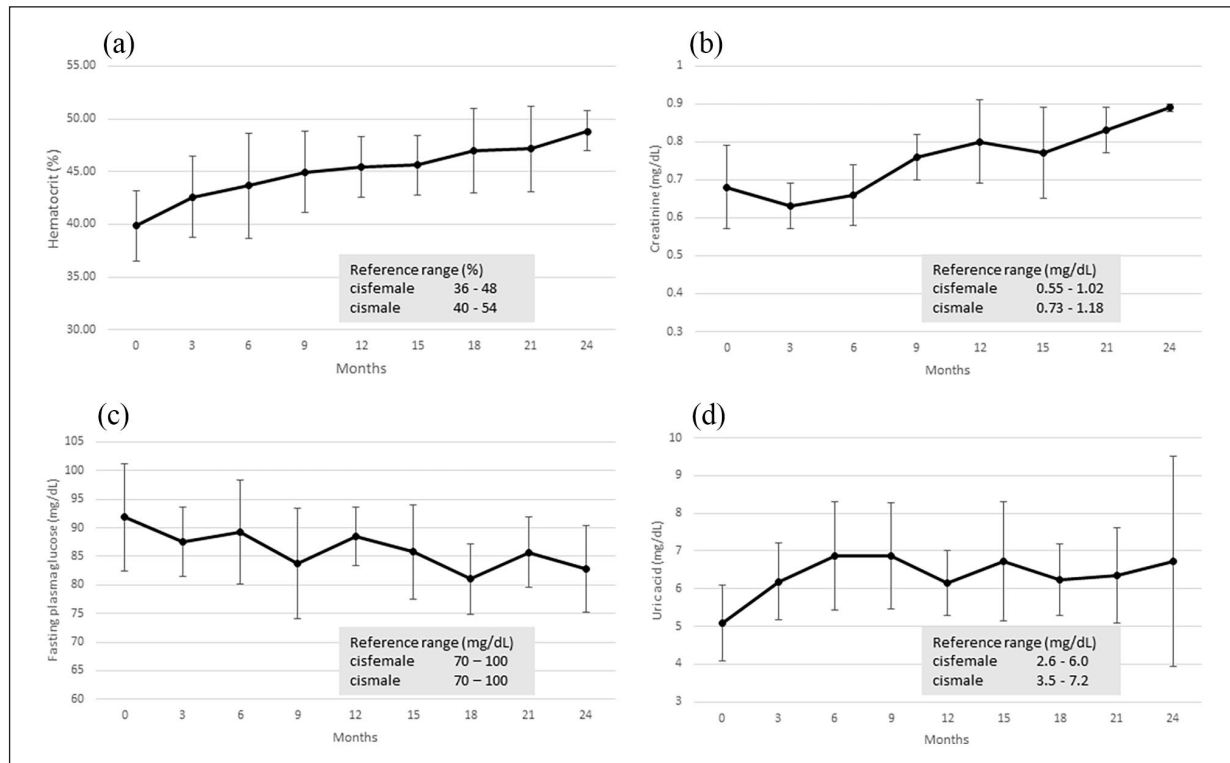 (a)
Hematocrit (%)
55.00
50.00
45.00
40.00
35.00
30.00
Reference range (%)
cisfemale 36 - 48
cismale 40 - 54
0 3 6 9 12 15 18 21 24
Months
(b)
Creatinine (mg/dL)
1
0.9
0.8
0.7
0.6
0.5
0.4
0.3
Reference range (mg/dL)
cisfemale 0.55 - 1.02
cismale 0.73 - 1.18
0 3 6 9 12 15 21 24
Months
(c)
Fasting plasmaglucose (mg/dL)
105
100
95
90
85
80
75
70
65
60
Reference range (mg/dL)
cisfemale 70 – 100
cismale 70 – 100
0 3 6 9 12 15 18 21 24
Months
(d)
Uric acid (mg/dL)
10
9
8
7
6
5
4
3
Reference range (mg/dL)
cisfemale 2.6 - 6.0
cismale 3.5 - 7.2
0 3 6 9 12 15 18 21 24
Months